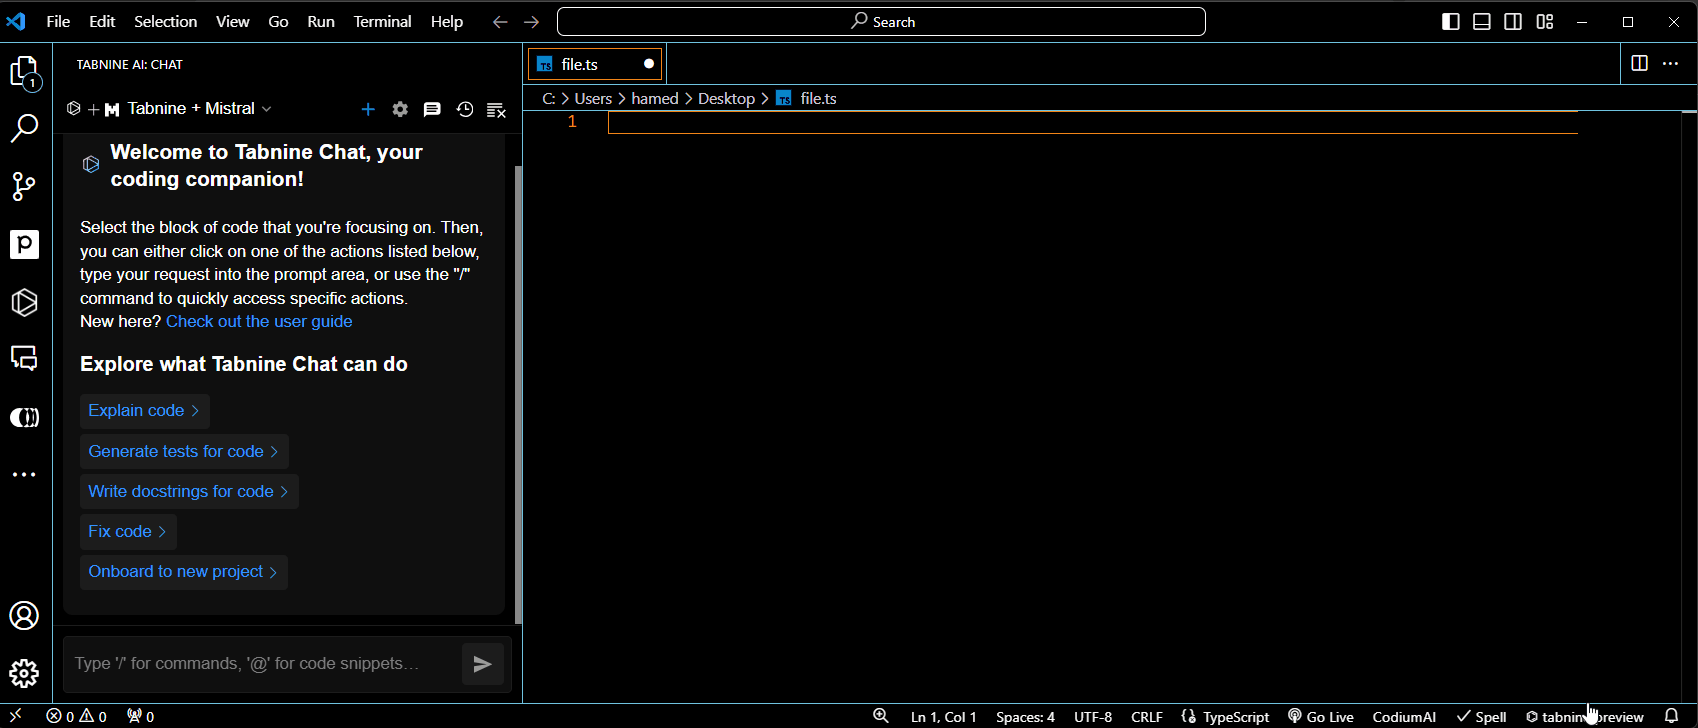 File Edit Selection View Go Run Terminal Help
Search
TABNINE AI: CHAT
TS file.ts
1
Tabnine + Mistral
C: > Users > hamed > Desktop > TS file.ts
1
Welcome to Tabnine Chat, your
coding companion!
Select the block of code that you're focusing on. Then,
you can either click on one of the actions listed below,
type your request into the prompt area, or use the "/"
command to quickly access specific actions.
New here? Check out the user guide
Explore what Tabnine Chat can do
Explain code >
Generate tests for code >
Write docstrings for code >
Fix code >
Onboard to new project >
Type '/' for commands, '@' for code snippets…
0 0 0 Ln 1, Col 1 Spaces: 4 UTF-8 CRLF TypeScript Go Live CodiumAI Spell